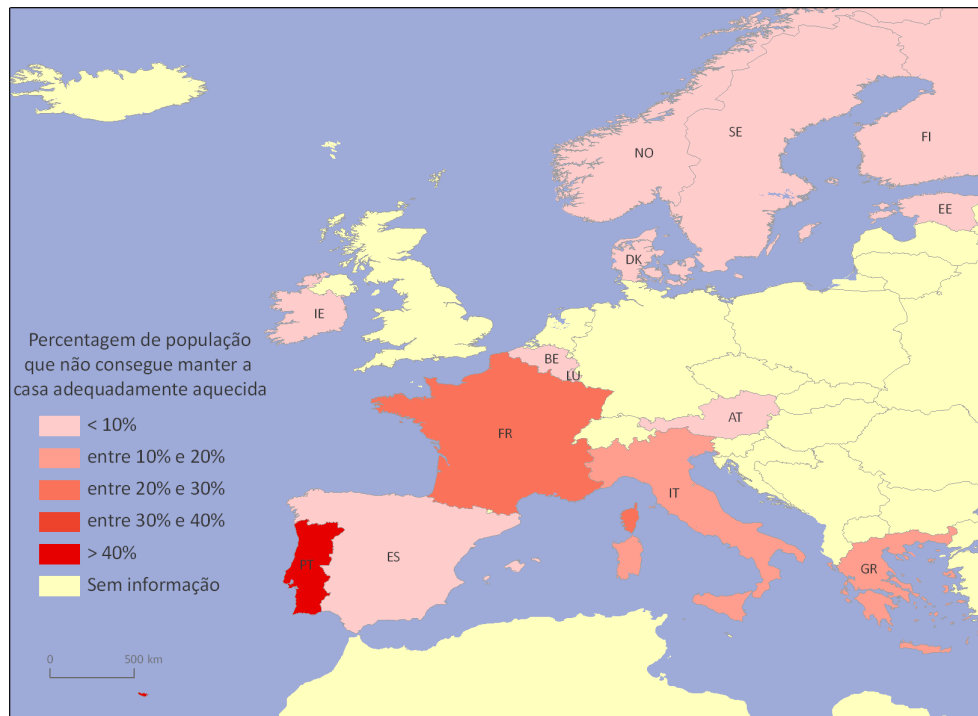 NO
SE
FI
EE
DK
IE
BE
LU
AT
FR
IT
PT
ES
GR
Percentagem de população
que não consegue manter a
casa adequadamente aquecida
< 10%
entre 10% e 20%
entre 20% e 30%
entre 30% e 40%
> 40%
Sem informação
0 500 km